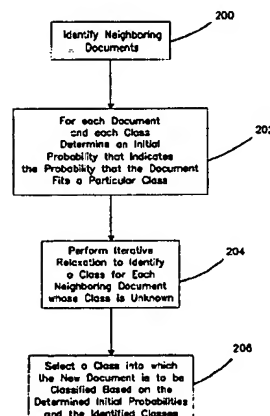 200
Identify Neighboring
Documents
For each Document
and each Class
Determine an Initial
Probability that Indicates
the Probability that the Document
Fits a Particular Class
202
Perform Iterative
Relaxation to Identify
a Class for Each
Neighboring Document
whose Class is Unknown
204
Select a Class into which
the New Document is to be
Classified Based on the
Determined Initial Probabilities
and the Identified Classes
206